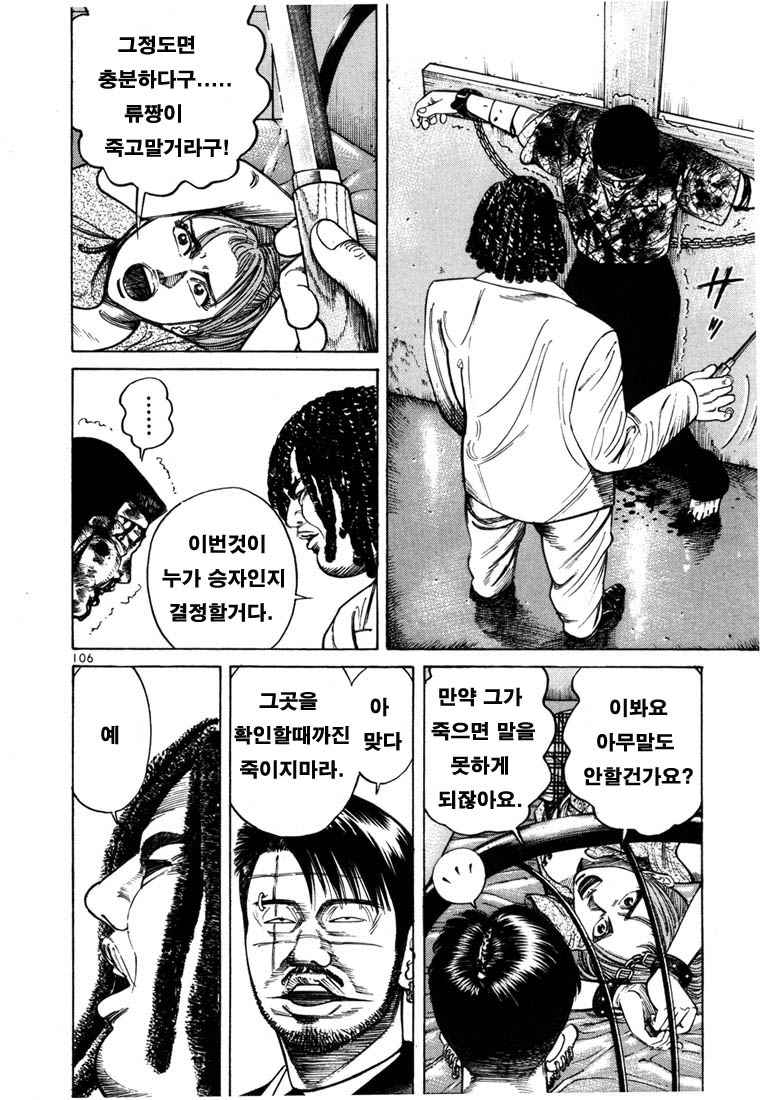 그정도면
충분하다구.....
류짱이
죽고말거라구!
......
이번것이
누가 승자인지
결정할거다.
106
이봐요
아무말도
안할건가요?
만약 그가
죽으면 말을
못하게
되잖아요.
아
맞다
그곳을
확인할때까진
죽이지마라.
예